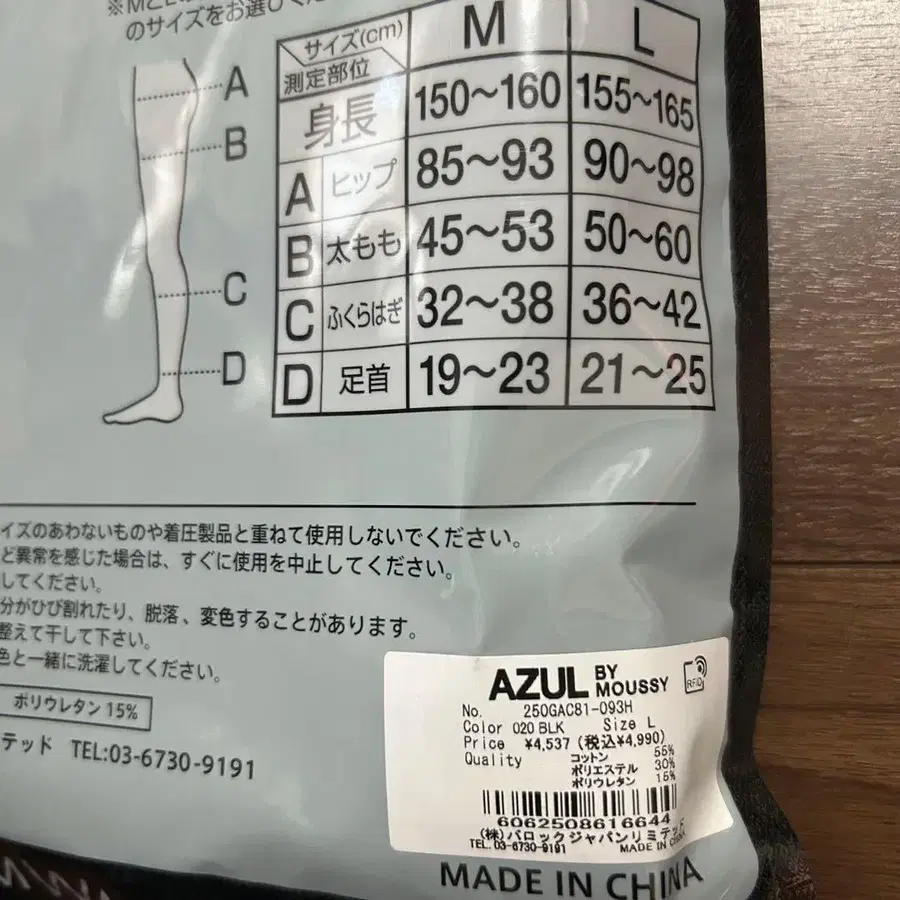 ※MとLは
のサイズをお選びくだ
サイズ(cm) M L
測定部位
身長 150～160 155～165
A ヒップ 85～93 90～98
B 太もも 45～53 50～60
C ふくらはぎ 32～38 36～42
D 足首 19～23 21～25
A
B
C
D
イズのあわないものや着圧製品と重ねて使用しないでください。
ど異常を感じた場合は、すぐに使用を中止してください。
してください。
分がひび割れたり、脱落、変色することがあります。
整えて干して下さい。
色と一緒に洗濯してください。
ポリウレタン 15%
テッド TEL:03-6730-9191
AZUL BY MOUSSY
RFID
No. 250GAC81-093H
Color 020 BLK Size L
Price ¥4,537 (税込¥4,990)
Quality コットン 55%
ポリエステル 30%
ポリウレタン 15%
6062508616644
(株)バロックジャパンリミテッド
TEL.03-6730-9191 MADE IN CHINA
MADE IN CHINA